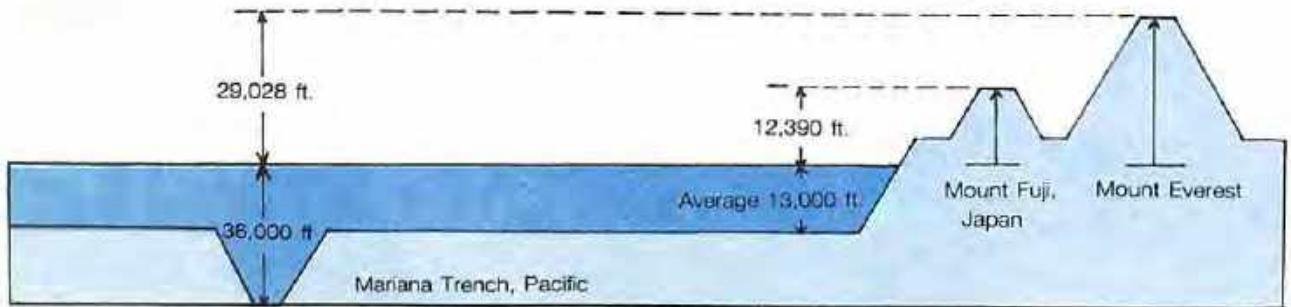 29,028 ft.
12,390 ft.
Average 13,000 ft.
Mount Fuji,
Japan
Mount Everest
36,000 ft
Mariana Trench, Pacific